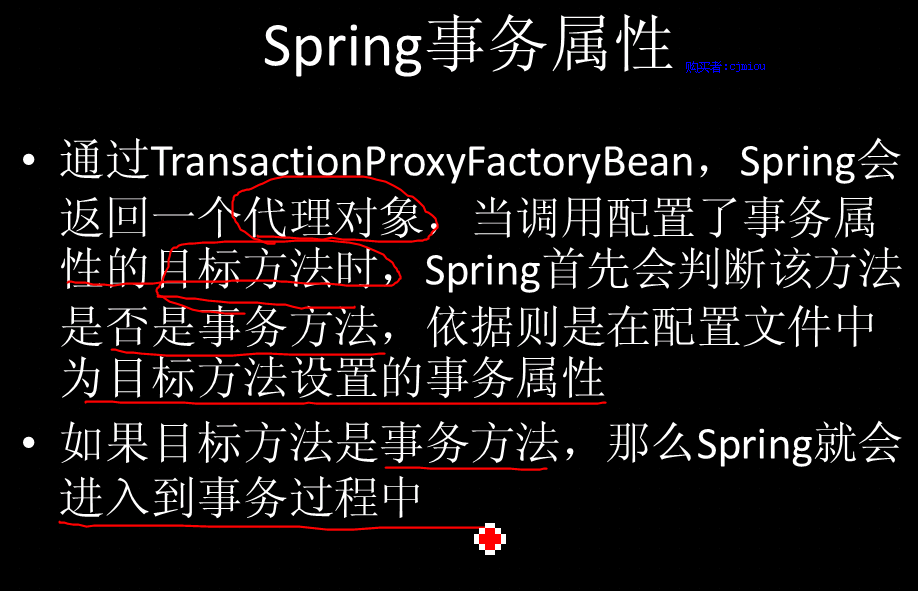 Spring事务属性
• 通过TransactionProxyFactoryBean，Spring会
返回一个代理对象，当调用配置了事务属
性的目标方法时，Spring首先会判断该方法
是否是事务方法，依据则是在配置文件中
为目标方法设置的事务属性
• 如果目标方法是事务方法，那么Spring就会
进入到事务过程中